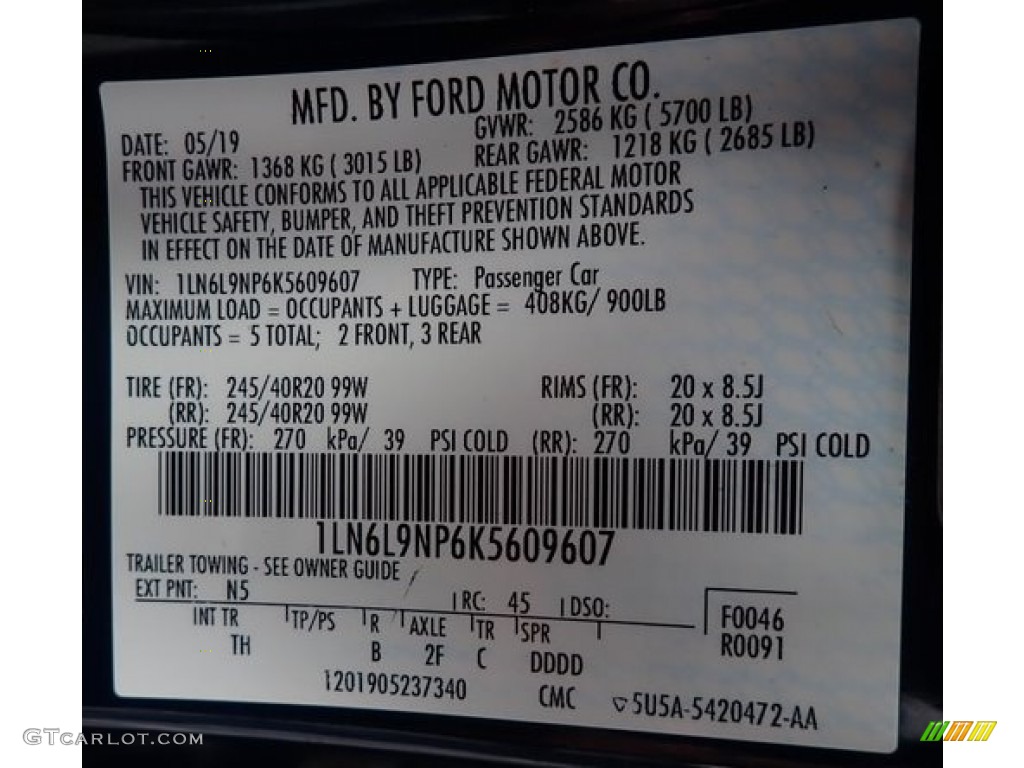 MFD. BY FORD MOTOR CO.
DATE: 05/19
GVWR: 2586 KG ( 5700 LB)
FRONT GAWR: 1368 KG ( 3015 LB)
REAR GAWR: 1218 KG ( 2685 LB)
THIS VEHICLE CONFORMS TO ALL APPLICABLE FEDERAL MOTOR
VEHICLE SAFETY, BUMPER, AND THEFT PREVENTION STANDARDS
IN EFFECT ON THE DATE OF MANUFACTURE SHOWN ABOVE.
VIN: 1LN6L9NP6K5609607 TYPE: Passenger Car
MAXIMUM LOAD = OCCUPANTS + LUGGAGE = 408KG/ 900LB
OCCUPANTS = 5 TOTAL; 2 FRONT, 3 REAR
TIRE (FR): 245/40R20 99W RIMS (FR): 20 x 8.5J
(RR): 245/40R20 99W (RR): 20 x 8.5J
PRESSURE (FR): 270 kPa/ 39 PSI COLD (RR): 270 kPa/ 39 PSI COLD
1LN6L9NP6K5609607
TRAILER TOWING - SEE OWNER GUIDE
EXT PNT: N5 RC: 45 DSO:
INT TR TP/PS R AXLE TR SPR
TH B 2F C DDDD
F0046
R0091
1201905237340 CMC 5U5A-5420472-AA
GTCARLOT.COM